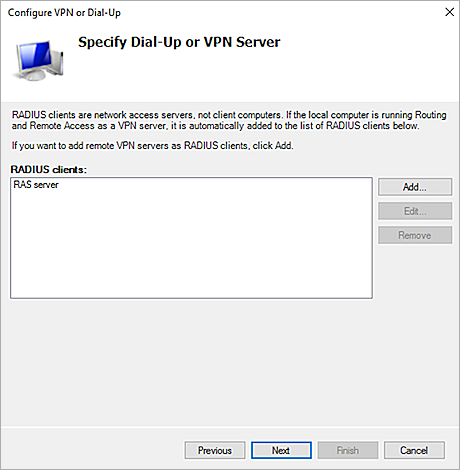 Configure VPN or Dial-Up
Specify Dial-Up or VPN Server
RADIUS clients are network access servers, not client computers. If the local computer is running Routing
and Remote Access as a VPN server, it is automatically added to the list of RADIUS clients below.
If you want to add remote VPN servers as RADIUS clients, click Add.
RADIUS clients:
RAS server
Add...
Edit...
Remove
Previous
Next
Finish
Cancel